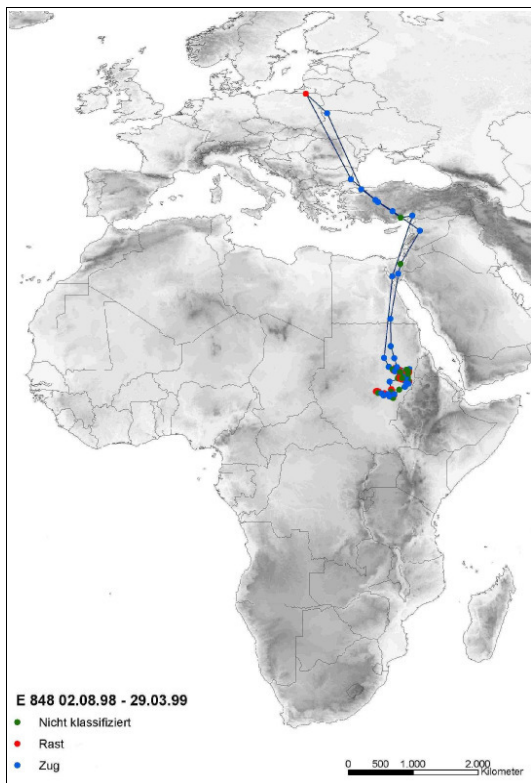 E 848 02.08.98 - 29.03.99
Nicht klassifiziert
Rast
Zug
0 500 1.000 2.000
Kilometer